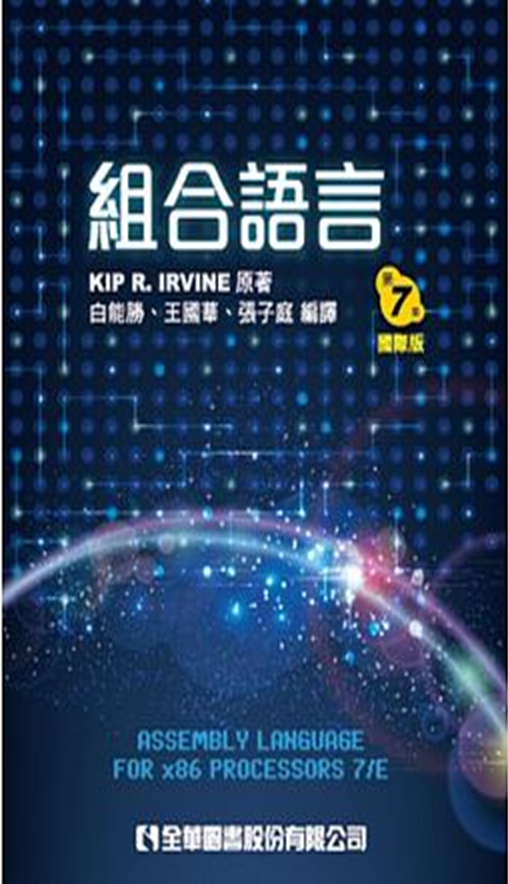 組合語言
KIP R. IRVINE 原著
白能勝、王國華、張子庭 編譯
第7版
國際版
ASSEMBLY LANGUAGE
FOR x86 PROCESSORS 7/E
全華圖書股份有限公司